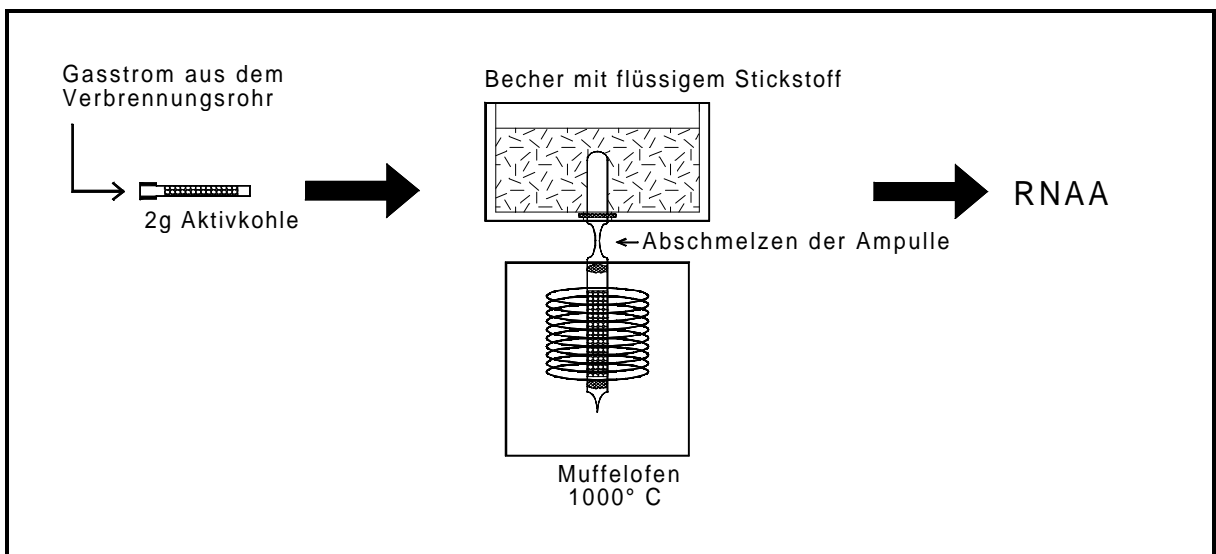 Gasstrom aus dem
Verbrennungsrohr
2g Aktivkohle
Becher mit flüssigem Stickstoff
Abschmelzen der Ampulle
Muffelofen
1000° C
RNAA